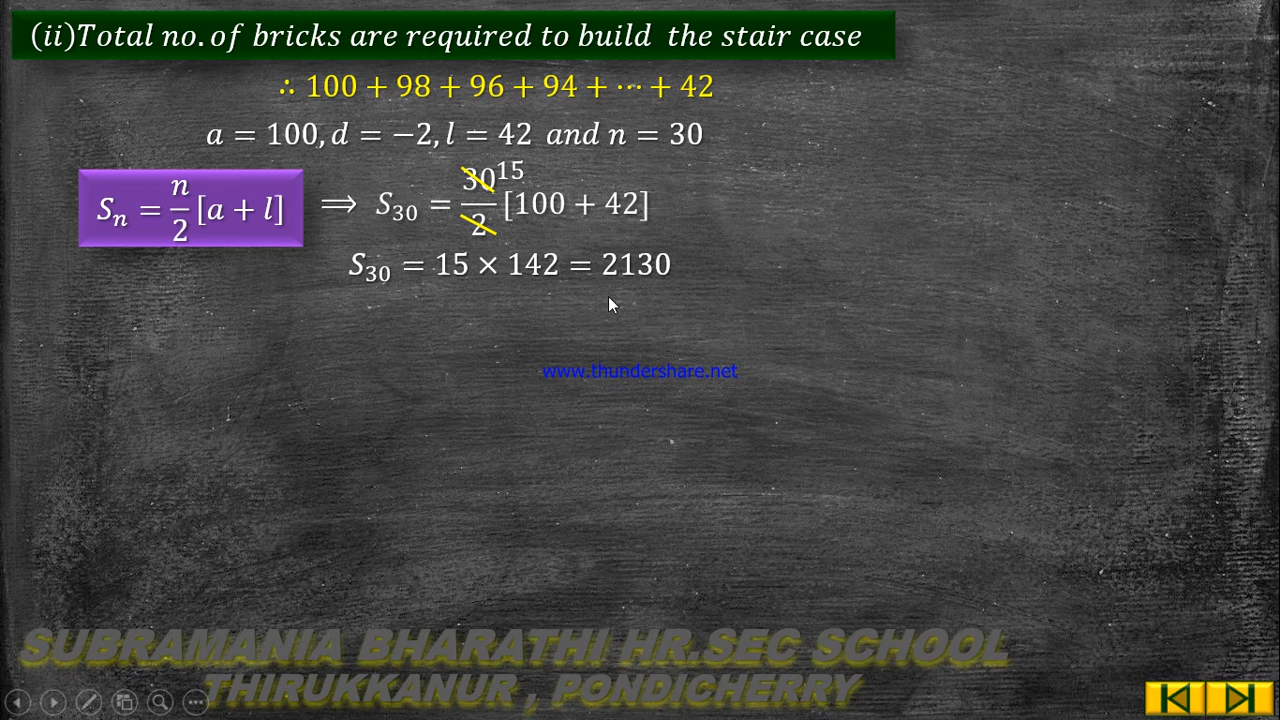 (ii)Total no. of bricks are required to build the stair case
∴ 100 + 98 + 96 + 94 + ⋯ + 42
a = 100, d = −2, l = 42 and n = 30
S_n = n/2 [a + l] ⟹ S_30 = 30/2 15 [100 + 42]
S_30 = 15 × 142 = 2130
www.thundershare.net
SUBRAMANIA BHARATHI HR.SEC SCHOOL
THIRUKKANUR , PONDICHERRY